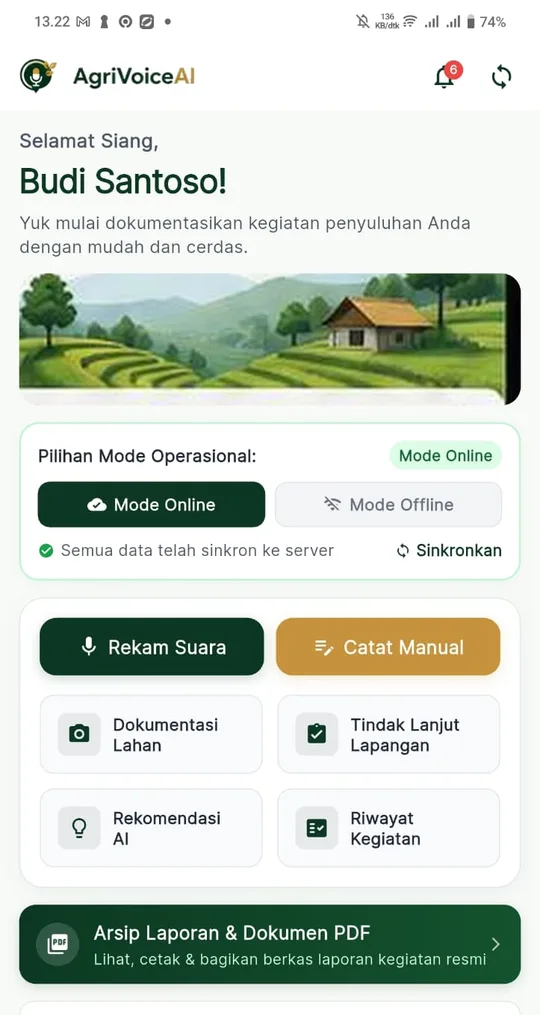 13.22
136
KB/dtk
74%
AgriVoiceAI
6
Selamat Siang,
Budi Santoso!
Yuk mulai dokumentasikan kegiatan penyuluhan Anda
dengan mudah dan cerdas.
Pilihan Mode Operasional:
Mode Online
Mode Online
Mode Offline
Semua data telah sinkron ke server
Sinkronkan
Rekam Suara
Catat Manual
Dokumentasi
Lahan
Tindak Lanjut
Lapangan
Rekomendasi
AI
Riwayat
Kegiatan
PDF
Arsip Laporan & Dokumen PDF
Lihat, cetak & bagikan berkas laporan kegiatan resmi